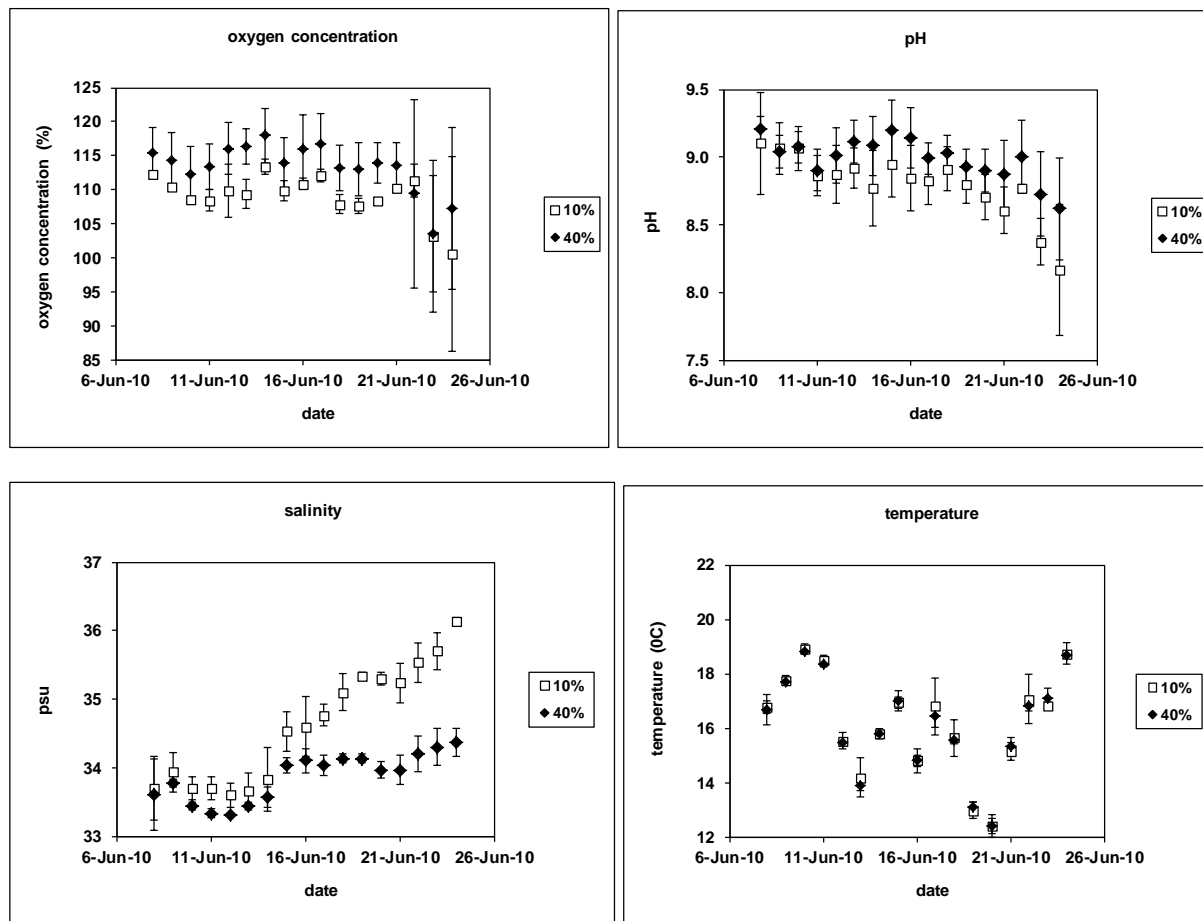 oxygen concentration
125
120
115
110
105
100
95
90
85
oxygen concentration (%)
6-Jun-10 11-Jun-10 16-Jun-10 21-Jun-10 26-Jun-10
date
10%
40%
pH
9.5
9.0
8.5
8.0
7.5
pH
6-Jun-10 11-Jun-10 16-Jun-10 21-Jun-10 26-Jun-10
date
10%
40%
salinity
37
36
35
34
33
psu
6-Jun-10 11-Jun-10 16-Jun-10 21-Jun-10 26-Jun-10
date
10%
40%
temperature
22
20
18
16
14
12
temperature (0C)
6-Jun-10 11-Jun-10 16-Jun-10 21-Jun-10 26-Jun-10
date
10%
40%